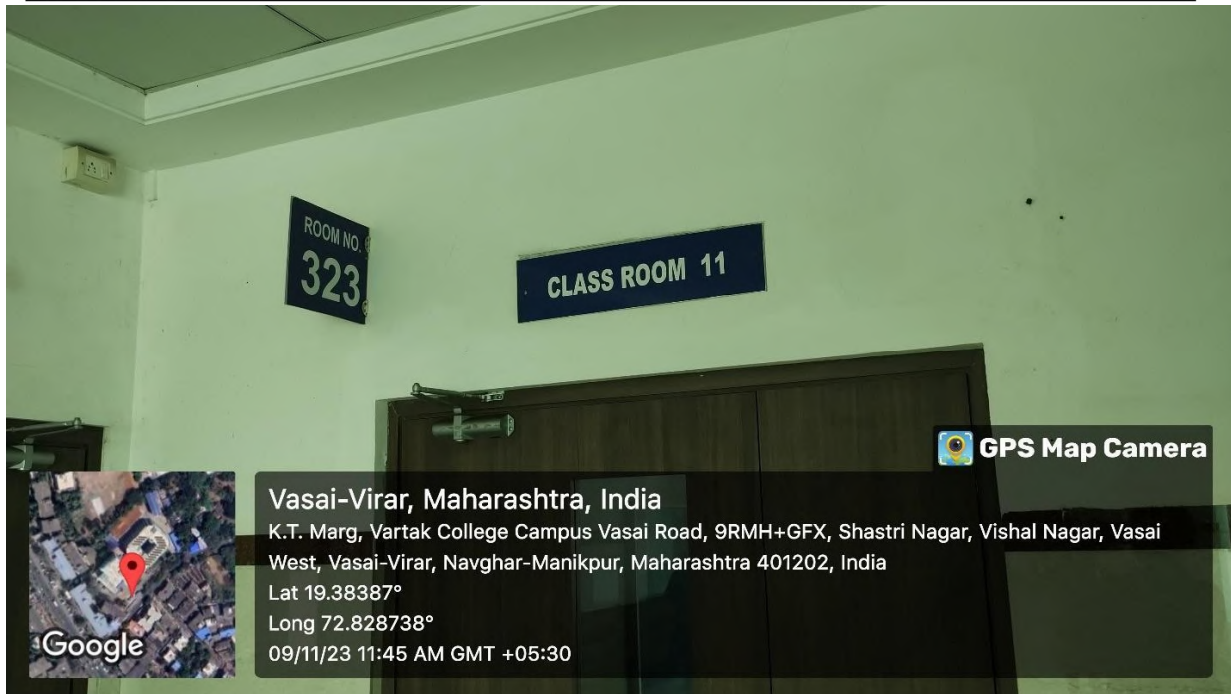 ROOM NO.
323
CLASS ROOM 11
GPS Map Camera
Vasai-Virar, Maharashtra, India
K.T. Marg, Vartak College Campus Vasai Road, 9RMH+GFX, Shastri Nagar, Vishal Nagar, Vasai
West, Vasai-Virar, Navghar-Manikpur, Maharashtra 401202, India
Lat 19.38387°
Long 72.828738°
09/11/23 11:45 AM GMT +05:30
Google